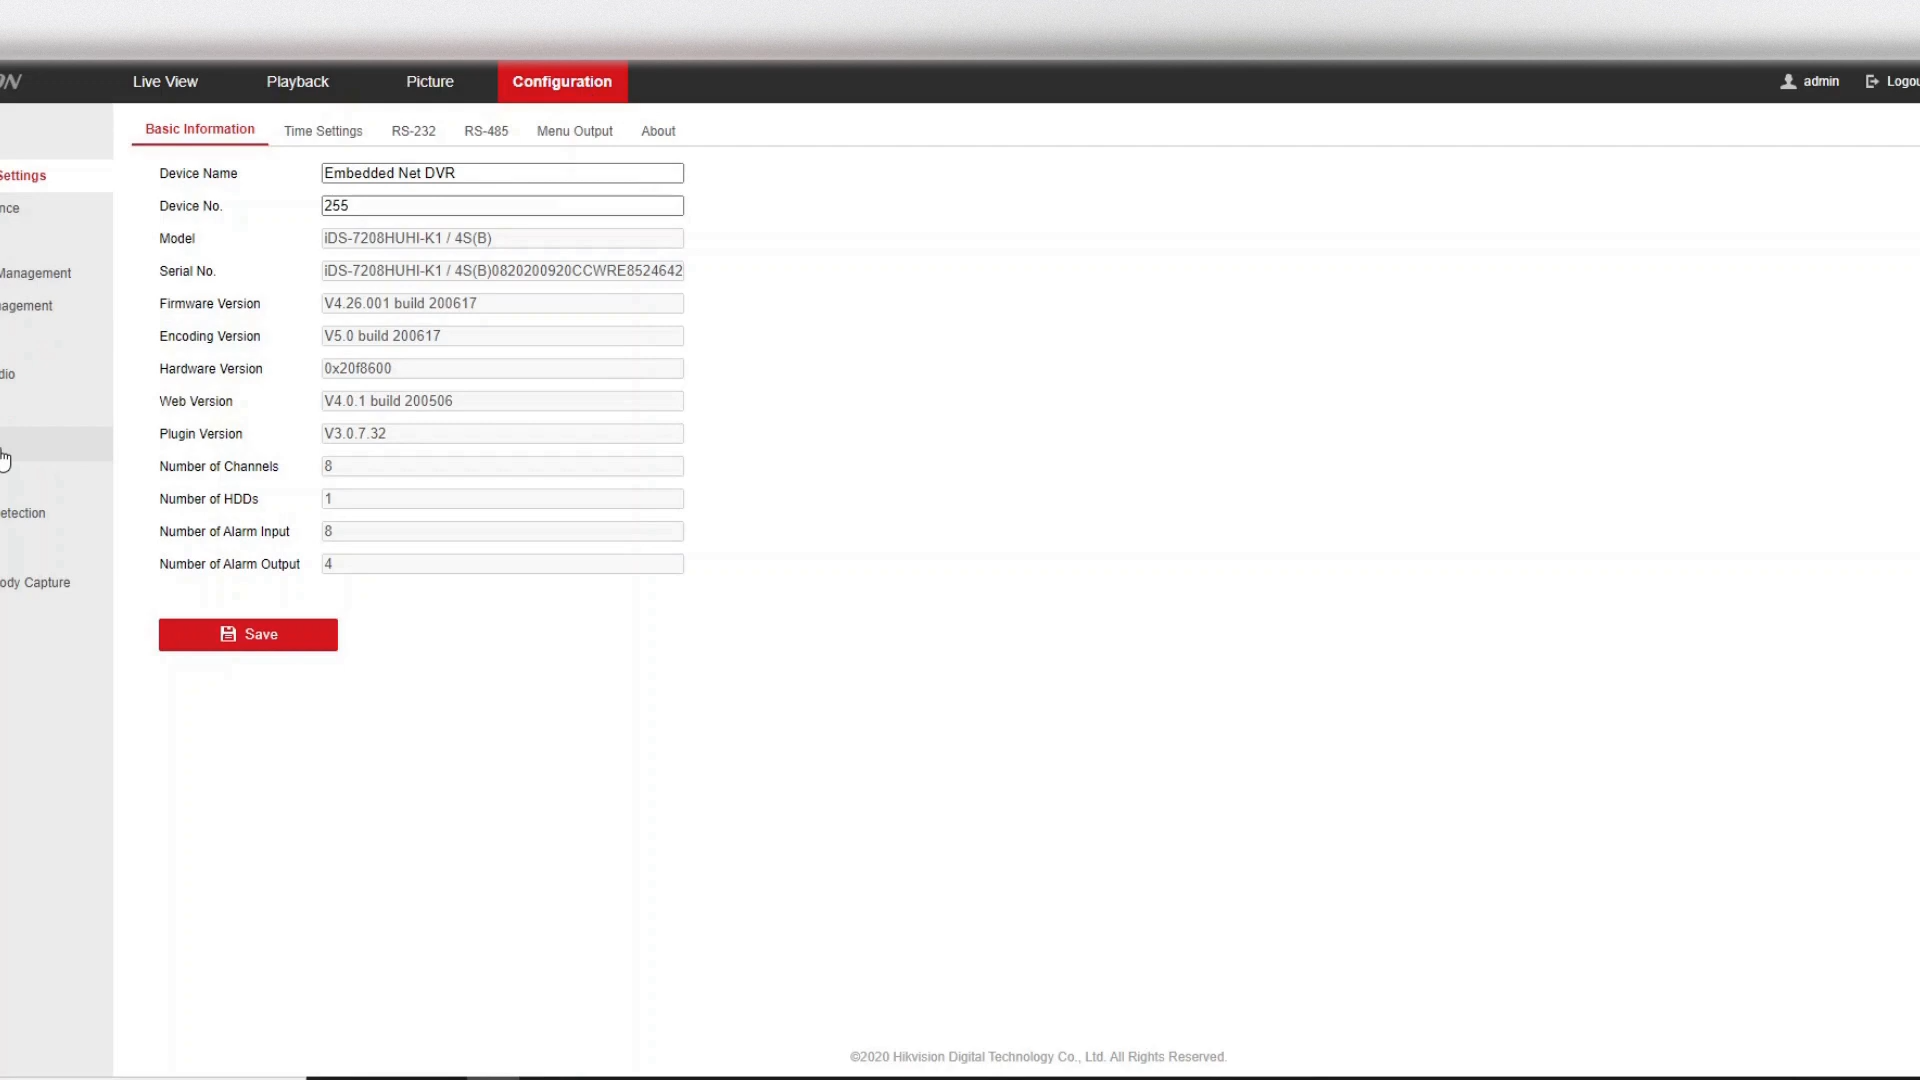 Live View Playback Picture Configuration admin
Basic Information Time Settings RS-232 RS-485 Menu Output About
Settings
Device Name Embedded Net DVR
Device No. 255
Model iDS-7208HUHI-K1 / 4S(B)
Management
Serial No. iDS-7208HUHI-K1 / 4S(B)0820200920CCWRE8524642
Firmware Version V4.26.001 build 200617
Encoding Version V5.0 build 200617
Hardware Version 0x20f8600
Web Version V4.0.1 build 200506
Plugin Version V3.0.7.32
Number of Channels 8
Number of HDDs 1
Number of Alarm Input 8
Number of Alarm Output 4
Capture
Save
©2020 Hikvision Digital Technology Co., Ltd. All Rights Reserved.